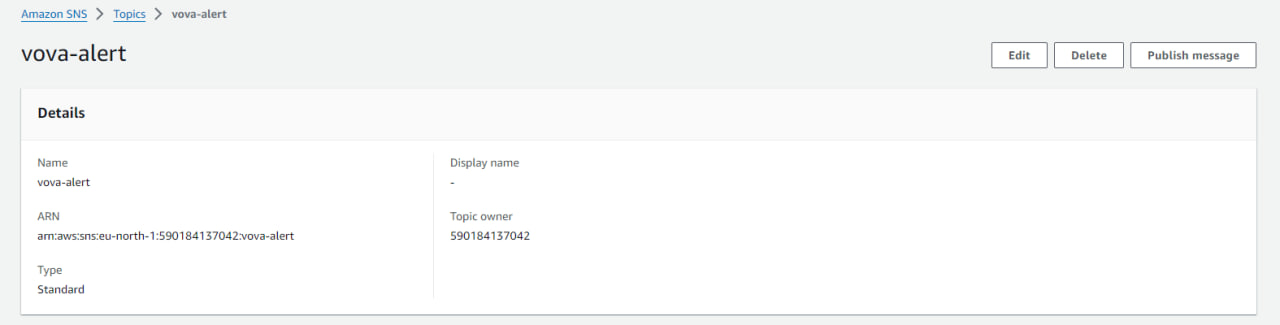 Amazon SNS > Topics > vova-alert
vova-alert
Edit
Delete
Publish message
Details
Name
vova-alert
Display name
-
ARN
arn:aws:sns:eu-north-1:590184137042:vova-alert
Topic owner
590184137042
Type
Standard